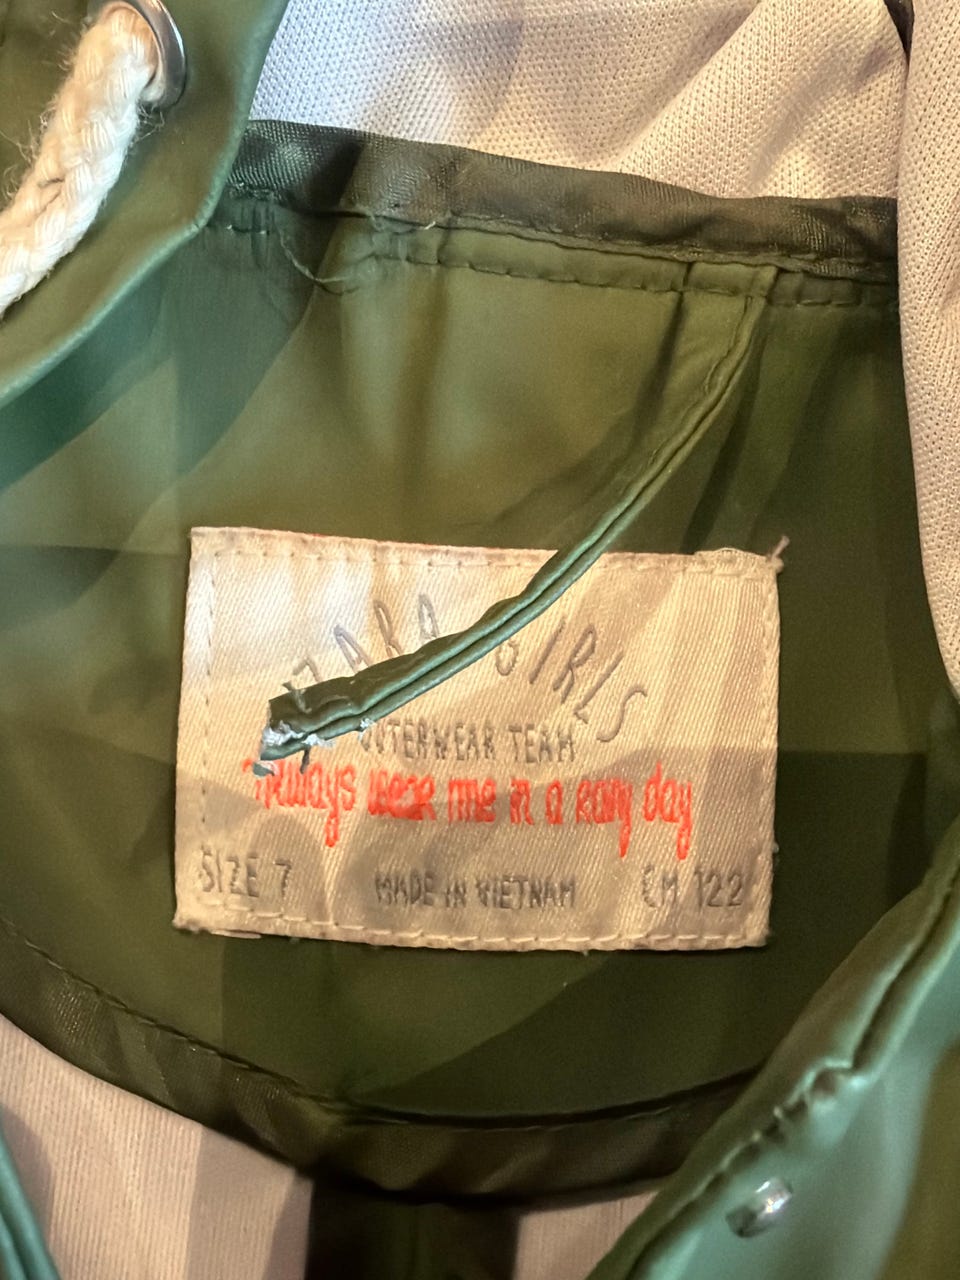 ZARA GIRLS
OUTERWEAR TEAM
Always wear me in a rainy day
SIZE 7 MADE IN VIETNAM CM 122